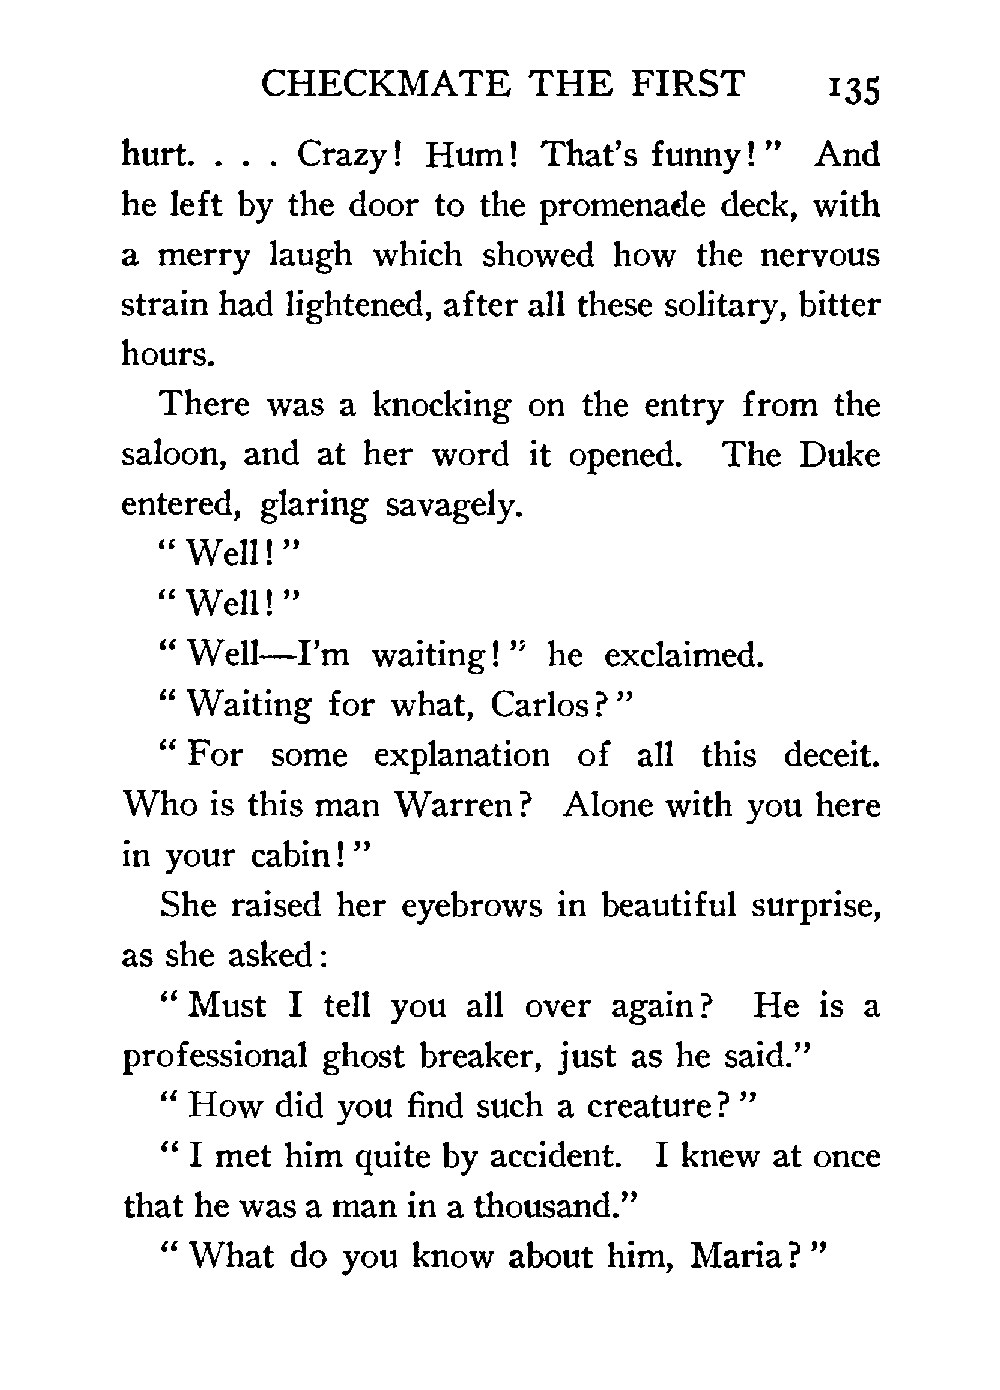 CHECKMATE THE FIRST 135
hurt. . . . Crazy! Hum! That's funny!" And
he left by the door to the promenade deck, with
a merry laugh which showed how the nervous
strain had lightened, after all these solitary, bitter
hours.
There was a knocking on the entry from the
saloon, and at her word it opened. The Duke
entered, glaring savagely.
"Well!"
"Well!"
"Well—I'm waiting!" he exclaimed.
"Waiting for what, Carlos?"
"For some explanation of all this deceit.
Who is this man Warren? Alone with you here
in your cabin!"
She raised her eyebrows in beautiful surprise,
as she asked:
"Must I tell you all over again? He is a
professional ghost breaker, just as he said."
"How did you find such a creature?"
"I met him quite by accident. I knew at once
that he was a man in a thousand."
"What do you know about him, Maria?"